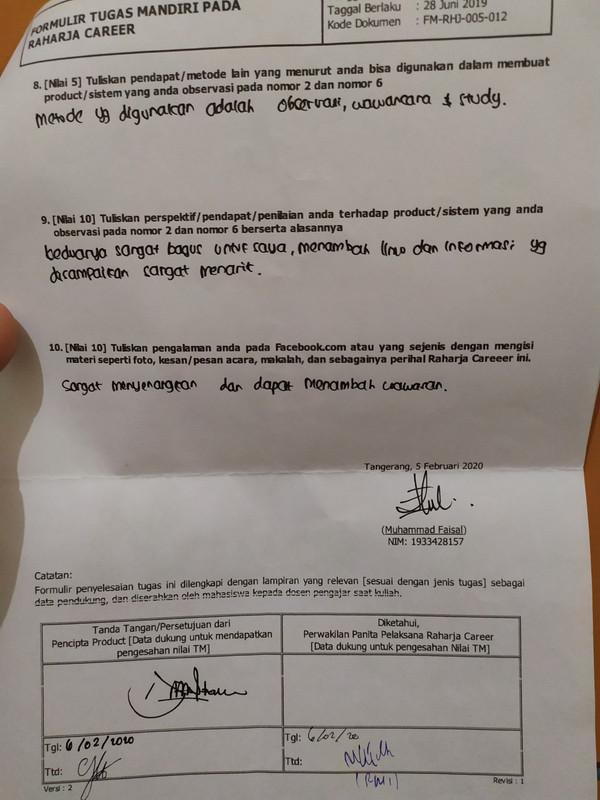 FORMULIR TUGAS MANDIRI PADA
RAHARJA CAREER
Taggal Berlaku : 28 Juni 2019
Kode Dokumen : FM-RHJ-005-012
8. [Nilai 5] Tuliskan pendapat/metode lain yang menurut anda bisa digunakan dalam membuat
product/sistem yang anda observasi pada nomor 2 dan nomor 6
Metode yg digunakan adalah observasi, wawancara & study.
9. [Nilai 10] Tuliskan perspektif/pendapat/penilaian anda terhadap product/sistem yang anda
observasi pada nomor 2 dan nomor 6 berserta alasannya
keduanya sangat bagus untuk saya, menambah ilmu dan informasi yg
disampaikan sangat menarik.
10. [Nilai 10] Tuliskan pengalaman anda pada Facebook.com atau yang sejenis dengan mengisi
materi seperti foto, kesan/pesan acara, makalah, dan sebagainya perihal Raharja Careeer ini.
Sangat menyenangkan dan dapat menambah wawasan.
Tangerang, 5 Februari 2020
(Muhammad Faisal)
NIM: 1933428157
Catatan:
Formulir penyelesaian tugas ini dilengkapi dengan lampiran yang relevan [sesuai dengan jenis tugas] sebagai
data pendukung, dan diserahkan oleh mahasiswa kepada dosen pengajar saat kuliah.
Tanda Tangan/Persetujuan dari
Pencipta Product [Data dukung untuk mendapatkan
pengesahan nilai TM]
Diketahui,
Perwakilan Panita Pelaksana Raharja Career
[Data dukung untuk pengesahan Nilai TM]
Tgl: 6/02/2020
Tgl: 6/02/20
Ttd:
Ttd:
Versi : 2
Revisi : 1